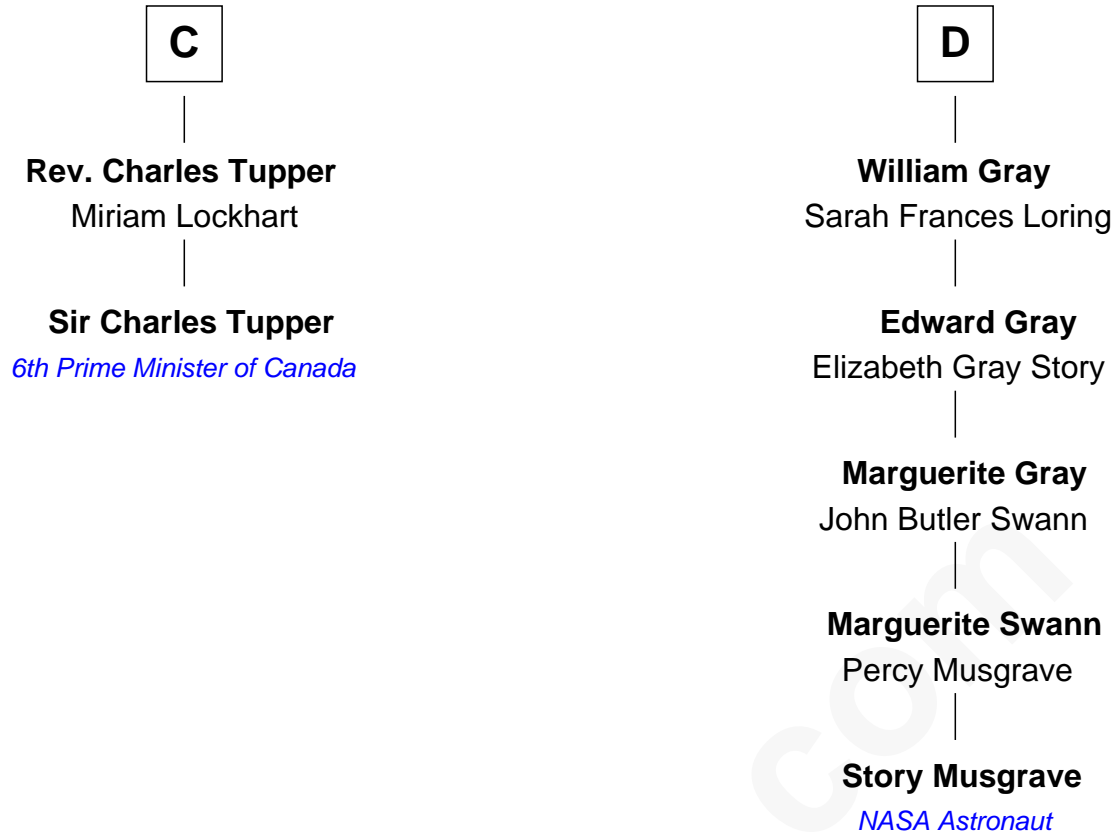 C
Rev. Charles Tupper
Miriam Lockhart
Sir Charles Tupper
6th Prime Minister of Canada
D
William Gray
Sarah Frances Loring
Edward Gray
Elizabeth Gray Story
Marguerite Gray
John Butler Swann
Marguerite Swann
Percy Musgrave
Story Musgrave
NASA Astronaut
com